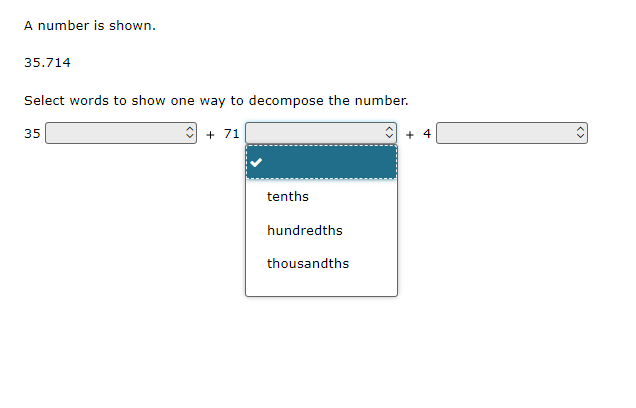 A number is shown.
35.714
Select words to show one way to decompose the number.
35 + 71 + 4
tenths
hundredths
thousandths